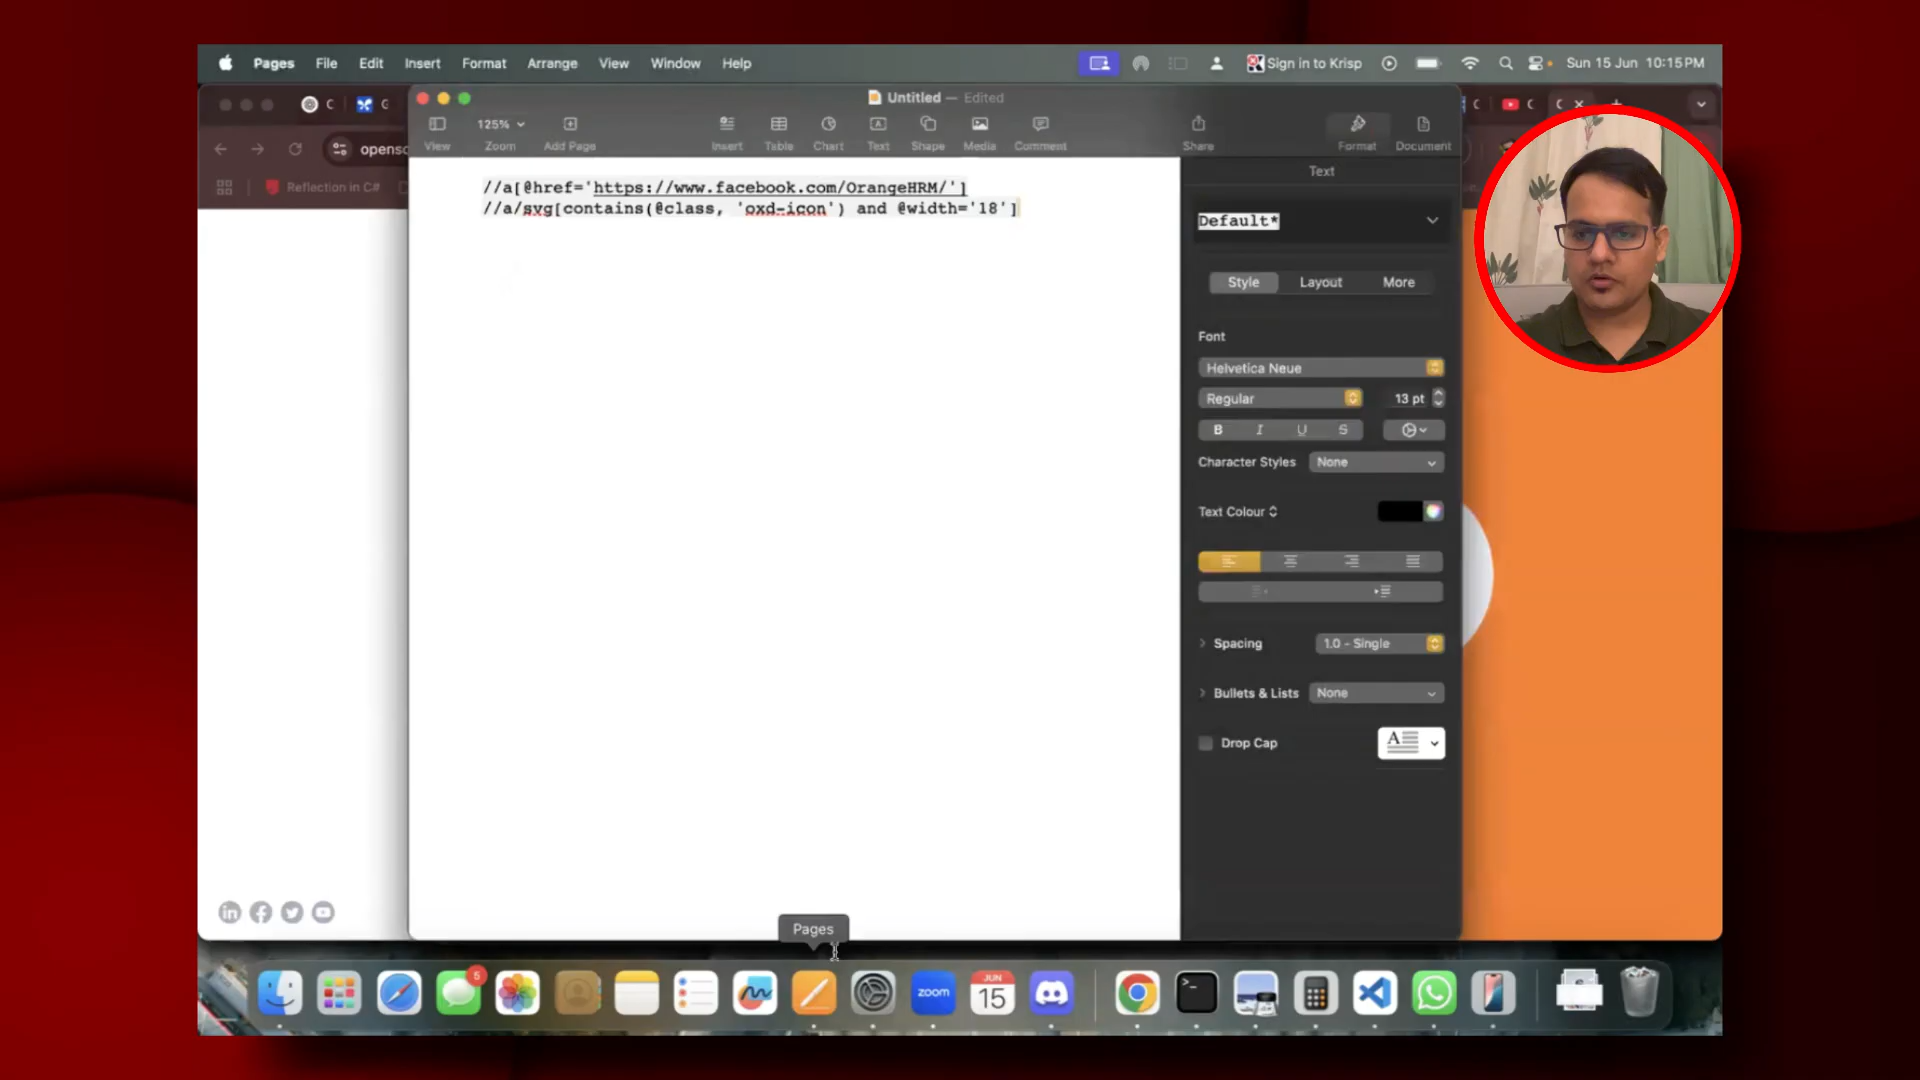 Pages File Edit Insert Format Arrange View Window Help
Sign in to Krisp Sun 15 Jun 10:15 PM
Untitled — Edited
125%
View Zoom Add Page Insert Table Chart Text Shape Media Comment Share Format Document
opensc
Reflection in C#
//a[@href='https://www.facebook.com/OrangeHRM/']
//a/svg[contains(@class, 'oxd-icon') and @width='18']
Text
Default*
Style Layout More
Font
Helvetica Neue
Regular 13 pt
B I U S
Character Styles None
Text Colour
Spacing 1.0 - Single
Bullets & Lists None
Drop Cap A
in
Pages
5
zoom
JUN
15